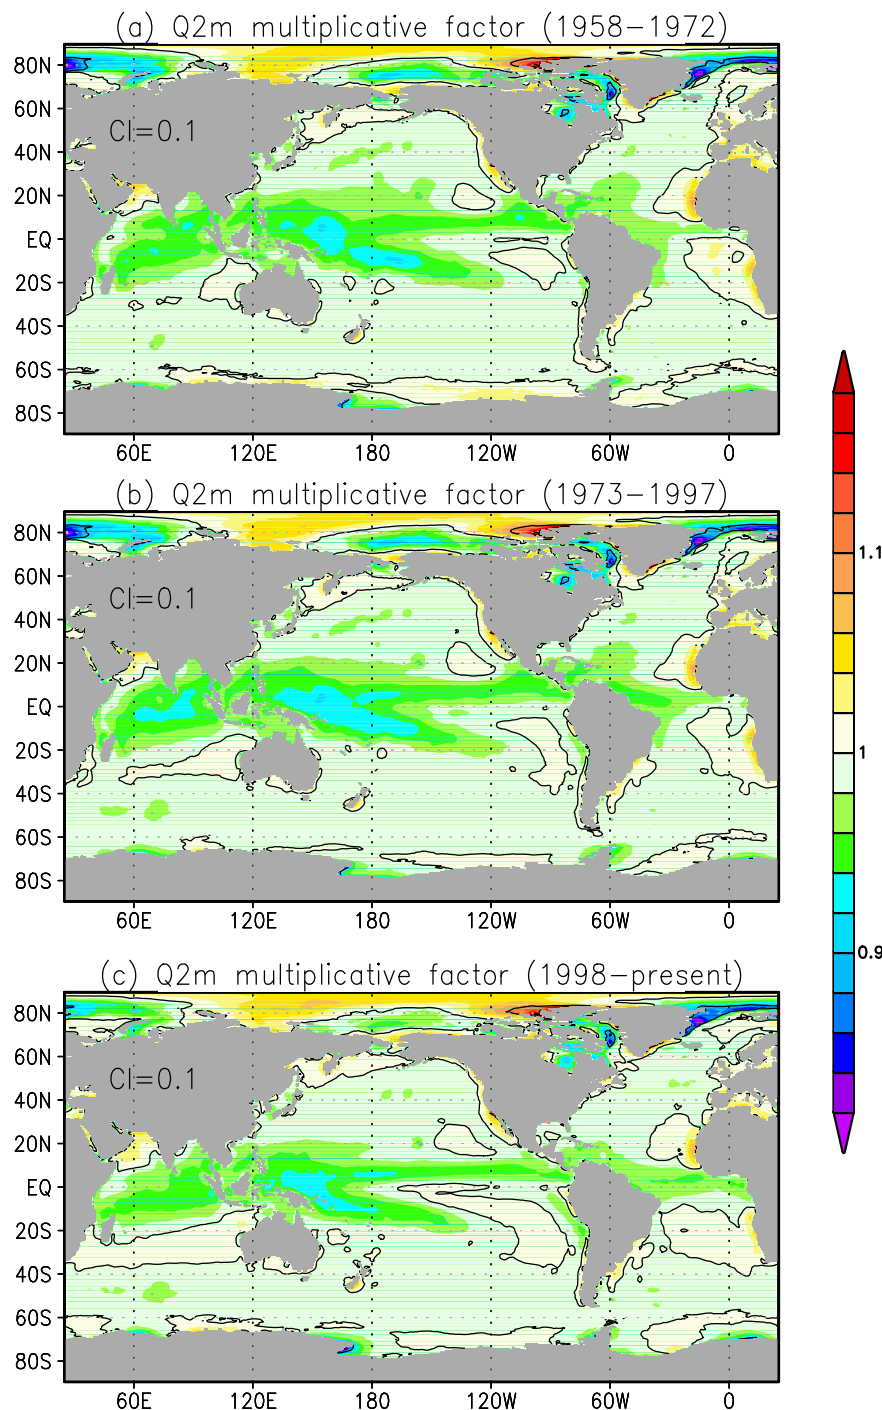 (a) Q2m multiplicative factor (1958−1972)
80N
60N
40N
20N
EQ
20S
40S
60S
80S
CI=0.1
60E 120E 180 120W 60W 0
(b) Q2m multiplicative factor (1973−1997)
80N
60N
40N
20N
EQ
20S
40S
60S
80S
CI=0.1
60E 120E 180 120W 60W 0
(c) Q2m multiplicative factor (1998−present)
80N
60N
40N
20N
EQ
20S
40S
60S
80S
CI=0.1
60E 120E 180 120W 60W 0
1.1
1
0.9